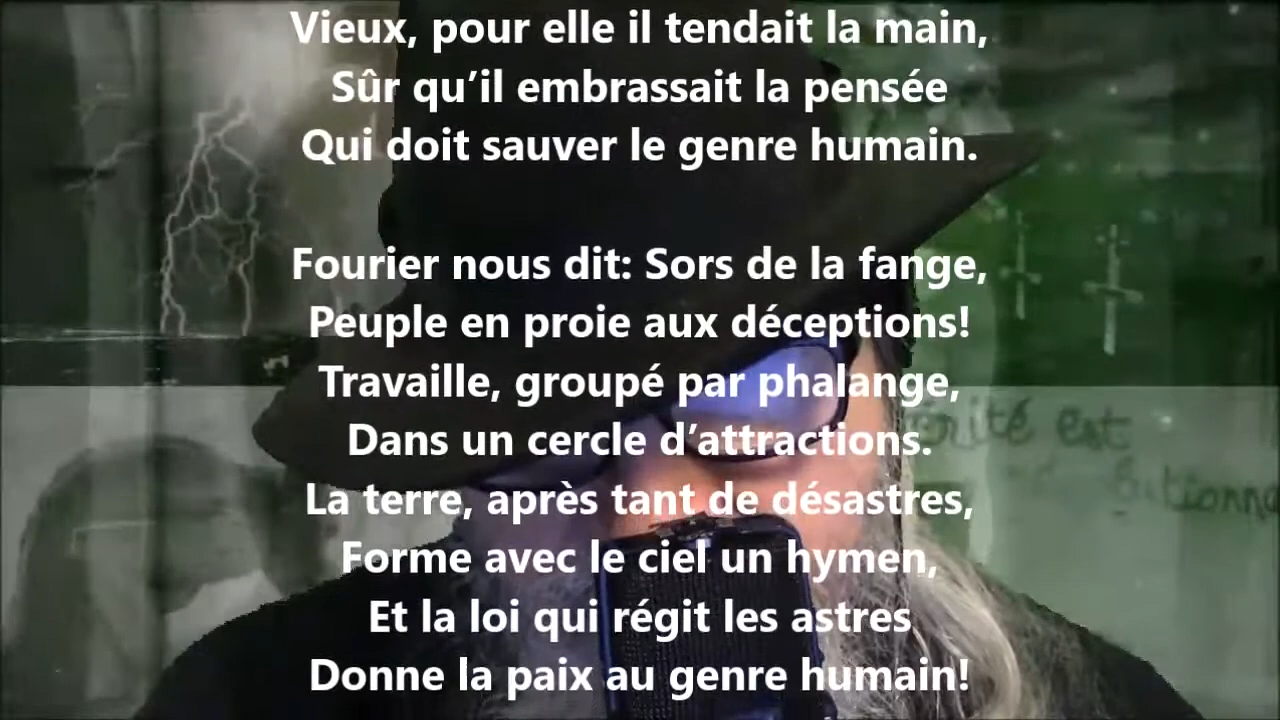 Vieux, pour elle il tendait la main,
Sûr qu’il embrassait la pensée
Qui doit sauver le genre humain.
Fourier nous dit: Sors de la fange,
Peuple en proie aux déceptions!
Travaille, groupé par phalange,
Dans un cercle d’attractions.
La terre, après tant de désastres,
Forme avec le ciel un hymen,
Et la loi qui régit les astres
Donne la paix au genre humain!
est